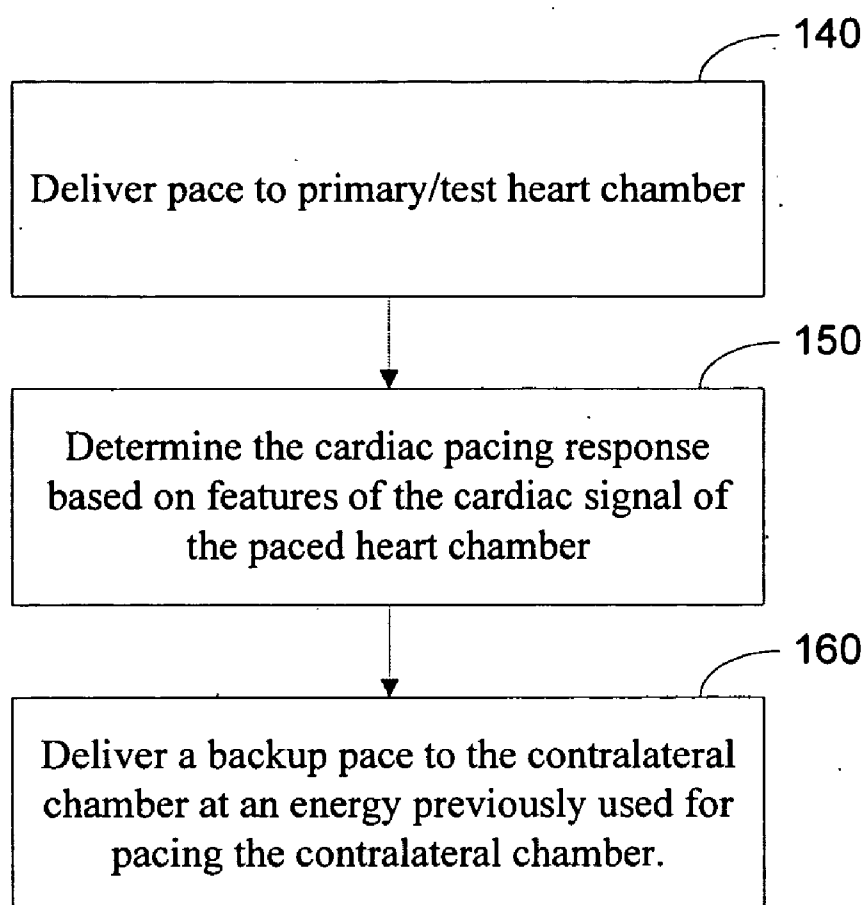 140
Deliver pace to primary/test heart chamber
150
Determine the cardiac pacing response
based on features of the cardiac signal of
the paced heart chamber
160
Deliver a backup pace to the contralateral
chamber at an energy previously used for
pacing the contralateral chamber.